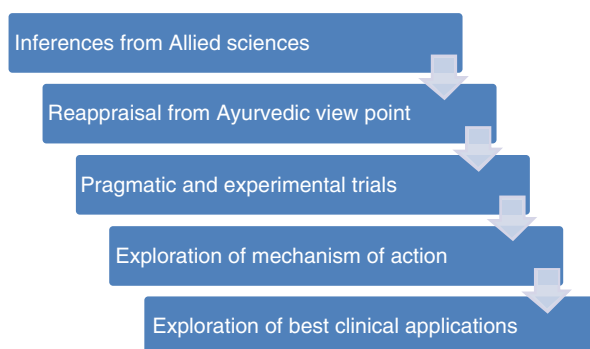 Inferences from Allied sciences
Reappraisal from Ayurvedic view point
Pragmatic and experimental trials
Exploration of mechanism of action
Exploration of best clinical applications